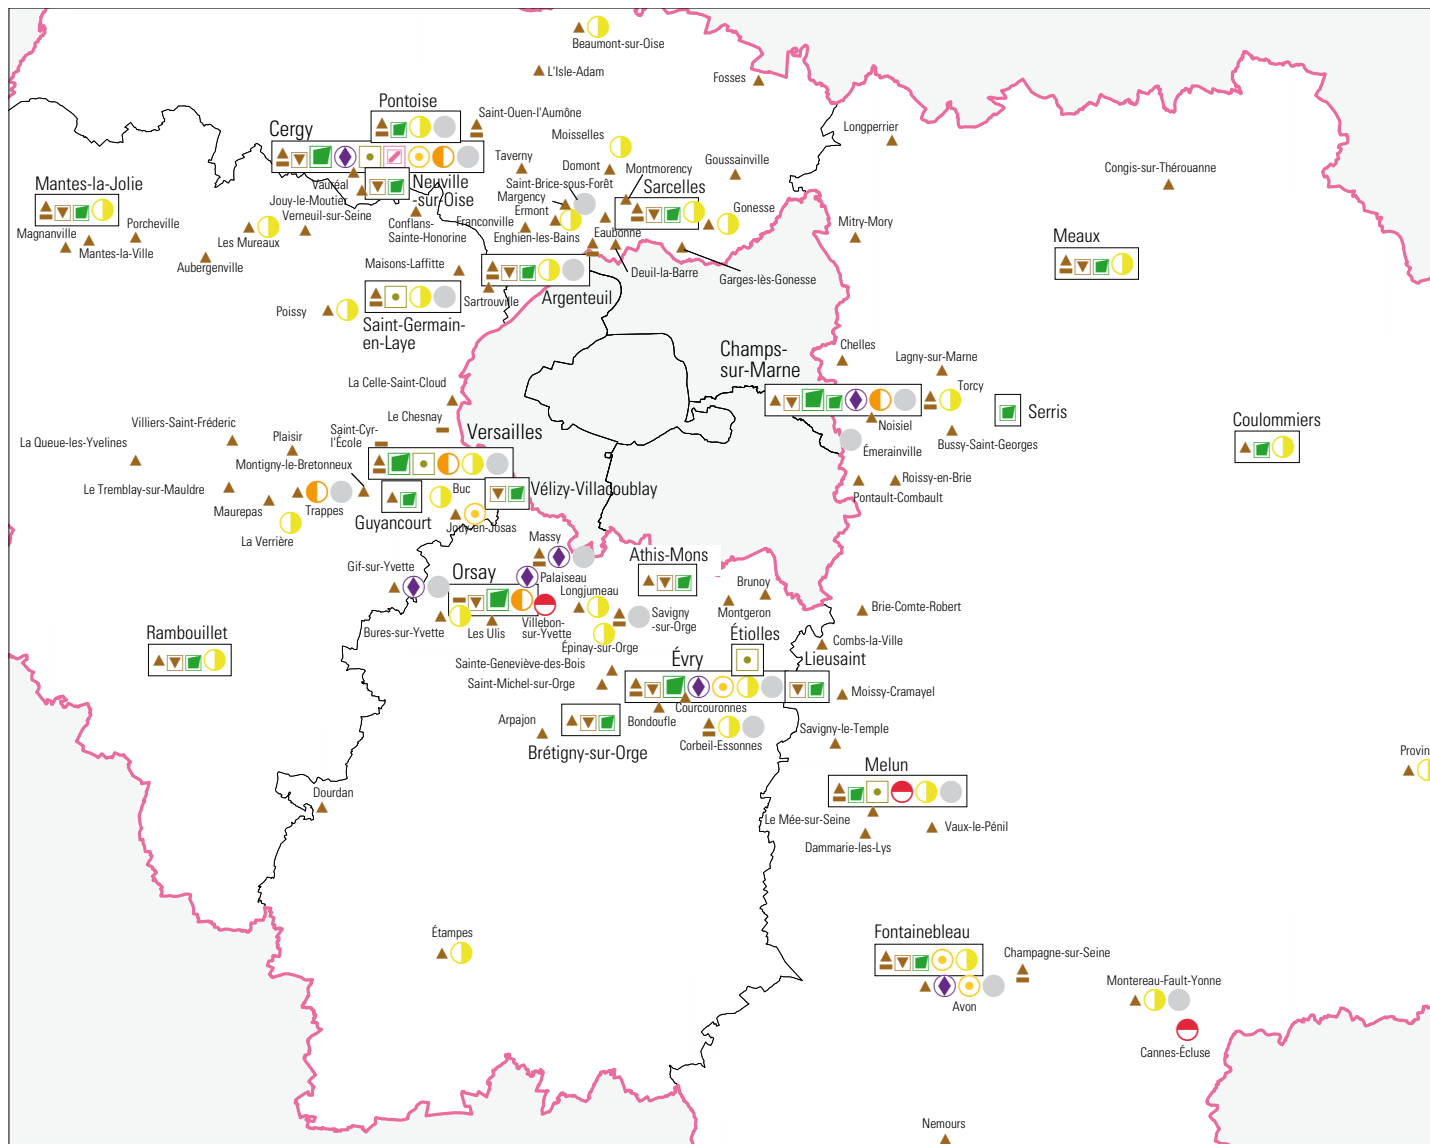 Beaumont-sur-Oise
L'Isle-Adam
Fosses
Pontoise
Saint-Ouen-l'Aumône
Cergy
Moisselles
Longperrier
Taverny
Domont
Montmorency
Goussainville
Congis-sur-Thérouanne
Mantes-la-Jolie
Vauréal
Neuville
-sur-Oise
Saint-Brice-sous-Forêt
Sarcelles
Jouy-le-Moutier
Margency
Verneuil-sur-Seine
Ermont
Gonesse
Magnanville
Porcheville
Conflans-
Sainte-Honorine
Franconville
Mitry-Mory
Mantes-la-Ville
Les Mureaux
Enghien-les-Bains
Eaubonne
Meaux
Aubergenville
Maisons-Laffitte
Deuil-la-Barre
Garges-lès-Gonesse
Sartrouville
Argenteuil
Poissy
Saint-Germain-
en-Laye
Champs-
sur-Marne
Chelles
Lagny-sur-Marne
La Celle-Saint-Cloud
Torcy
Serris
Le Chesnay
Villiers-Saint-Fréderic
Noisiel
Coulommiers
Saint-Cyr-
l'École
Versailles
La Queue-les-Yvelines
Plaisir
Bussy-Saint-Georges
Émerainville
Montigny-le-Bretonneux
Roissy-en-Brie
Le Tremblay-sur-Mauldre
Buc
Vélizy-Villacoublay
Pontault-Combault
Maurepas
Trappes
Guyancourt
Jouy-en-Josas
La Verrière
Massy
Athis-Mons
Gif-sur-Yvette
Orsay
Palaiseau
Longjumeau
Brunoy
Montgeron
Brie-Comte-Robert
Villebon-
sur-Yvette
Savigny
-sur-Orge
Rambouillet
Bures-sur-Yvette
Les Ulis
Étiolles
Combs-la-Ville
Épinay-sur-Orge
Sainte-Geneviève-des-Bois
Évry
Lieusaint
Saint-Michel-sur-Orge
Moissy-Cramayel
Courcouronnes
Arpajon
Bondoufle
Savigny-le-Temple
Brétigny-sur-Orge
Corbeil-Essonnes
Provin
Melun
Dourdan
Le Mée-sur-Seine
Vaux-le-Pénil
Dammarie-les-Lys
Étampes
Fontainebleau
Champagne-sur-Seine
Avon
Montereau-Fault-Yonne
Cannes-Écluse
Nemours